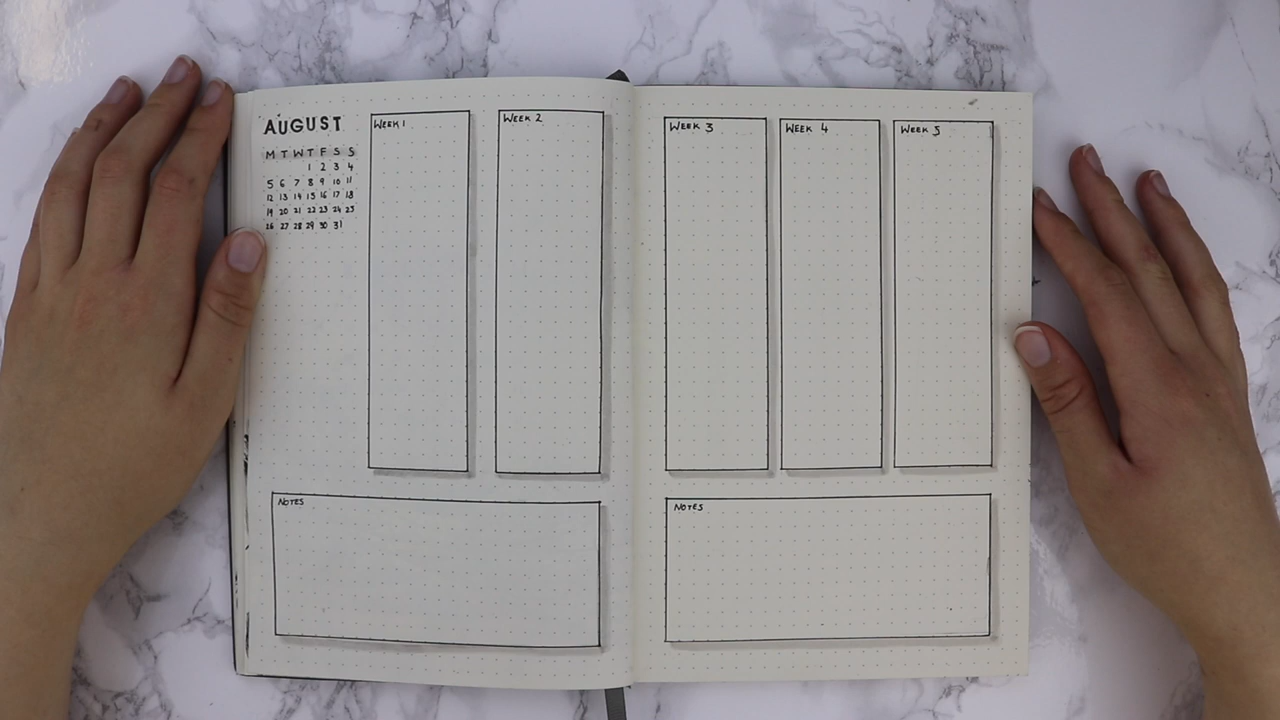 AUGUST
M T W T F S S
1 2 3 4
5 6 7 8 9 10 11
12 13 14 15 16 17 18
19 20 21 22 23 24 25
26 27 28 29 30 31
WEEK 1
WEEK 2
NOTES
WEEK 3
WEEK 4
WEEK 5
NOTES